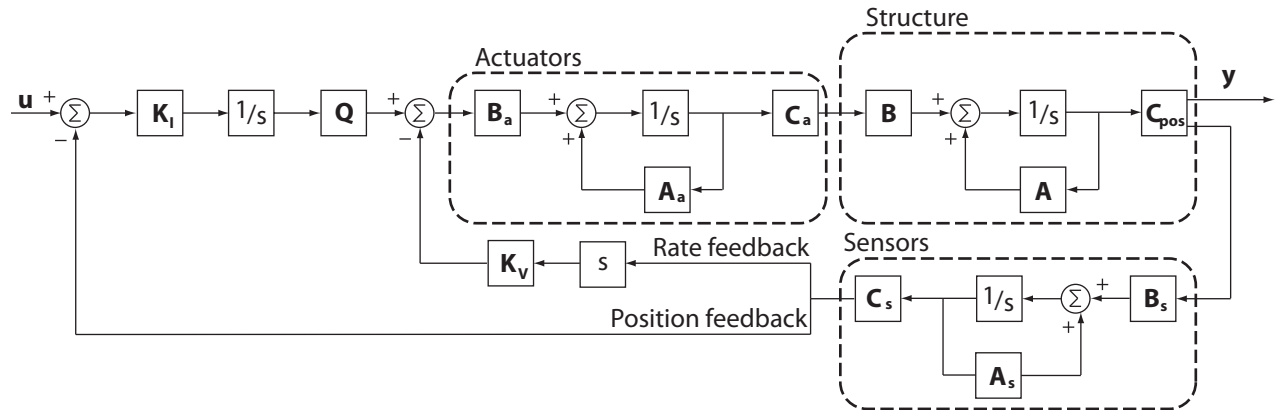 Structure
Actuators
u + Σ − K_I 1/s Q + Σ − B_a + Σ + 1/s C_a B + Σ + 1/s C_pos y
A_a A
Rate feedback Sensors
K_v s
C_s 1/s Σ + + B_s
Position feedback
A_s